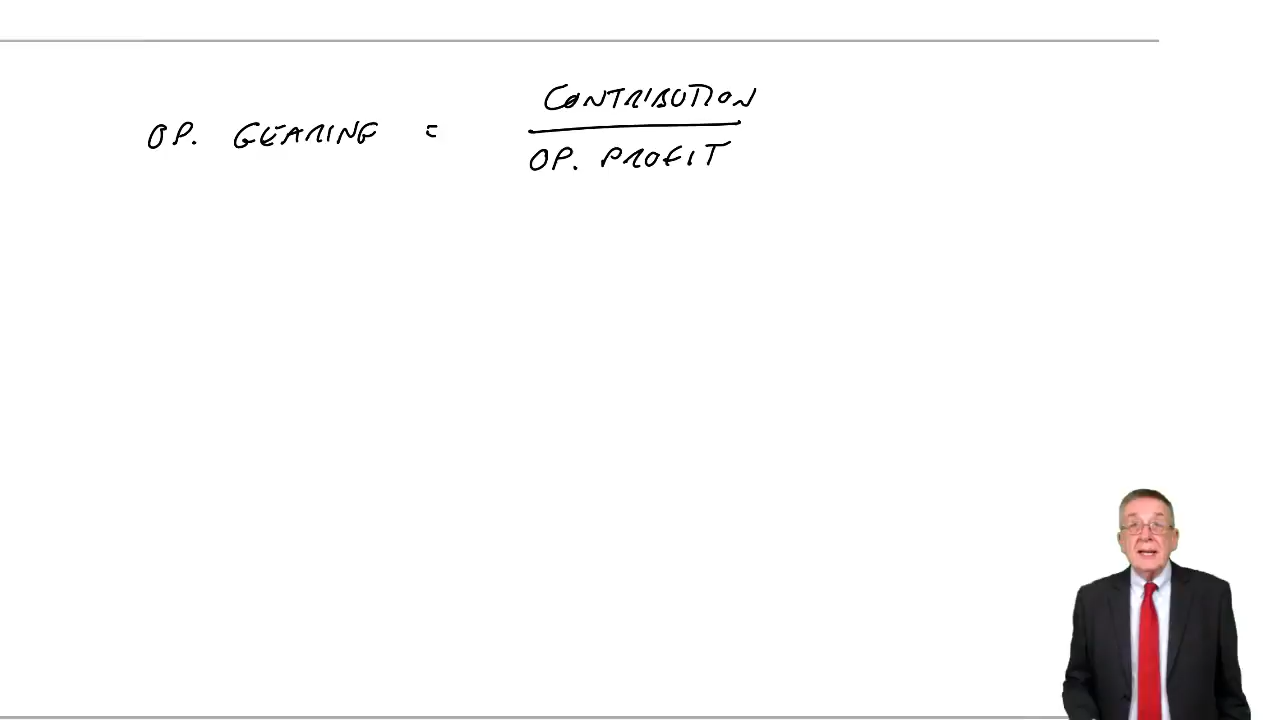 OP. GEARING = CONTRIBUTION
OP. PROFIT